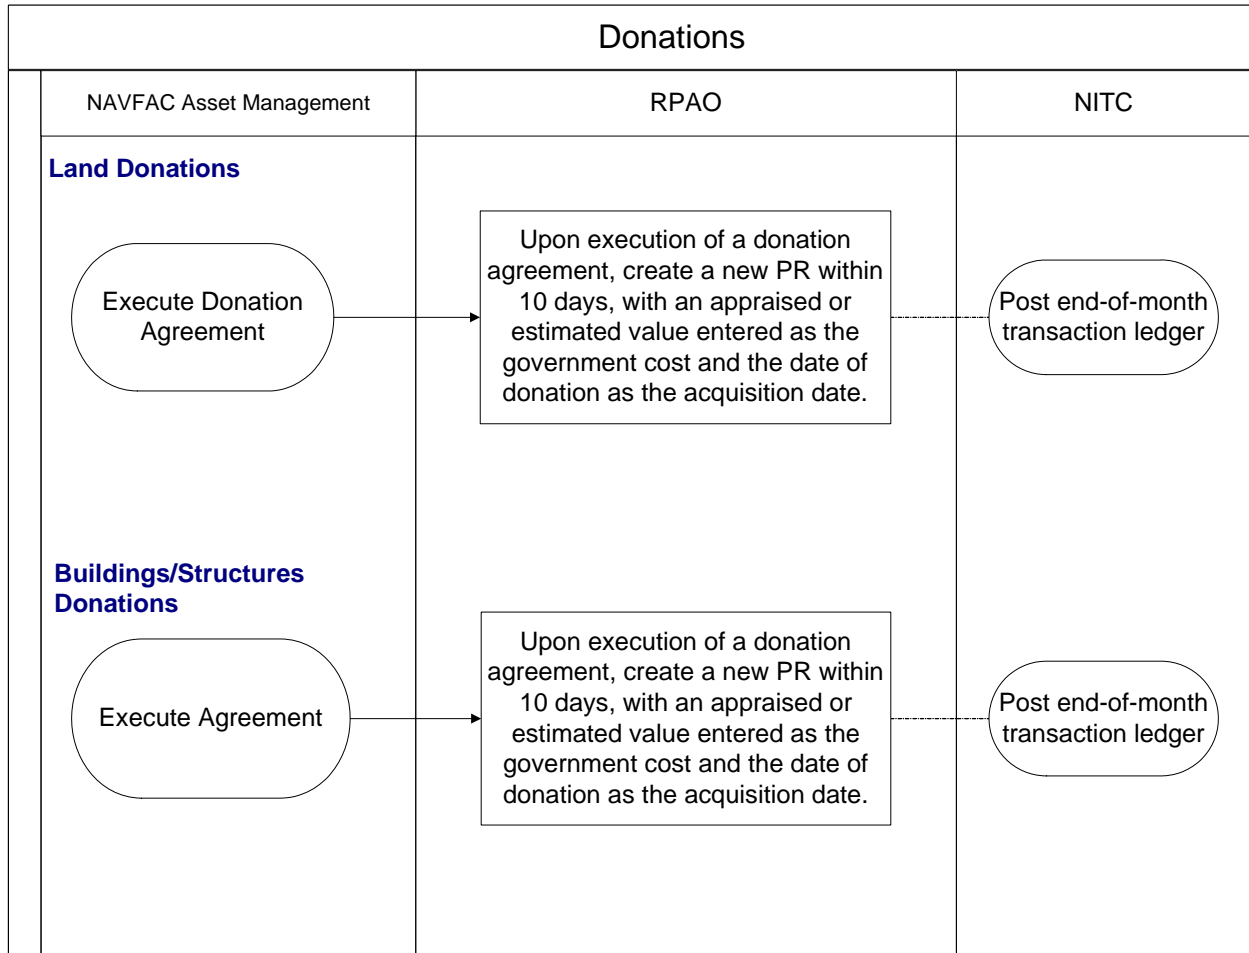 Donations
NAVFAC Asset Management
RPAO
NITC
Land Donations
Execute Donation
Agreement
Upon execution of a donation
agreement, create a new PR within
10 days, with an appraised or
estimated value entered as the
government cost and the date of
donation as the acquisition date.
Post end-of-month
transaction ledger
Buildings/Structures
Donations
Execute Agreement
Upon execution of a donation
agreement, create a new PR within
10 days, with an appraised or
estimated value entered as the
government cost and the date of
donation as the acquisition date.
Post end-of-month
transaction ledger